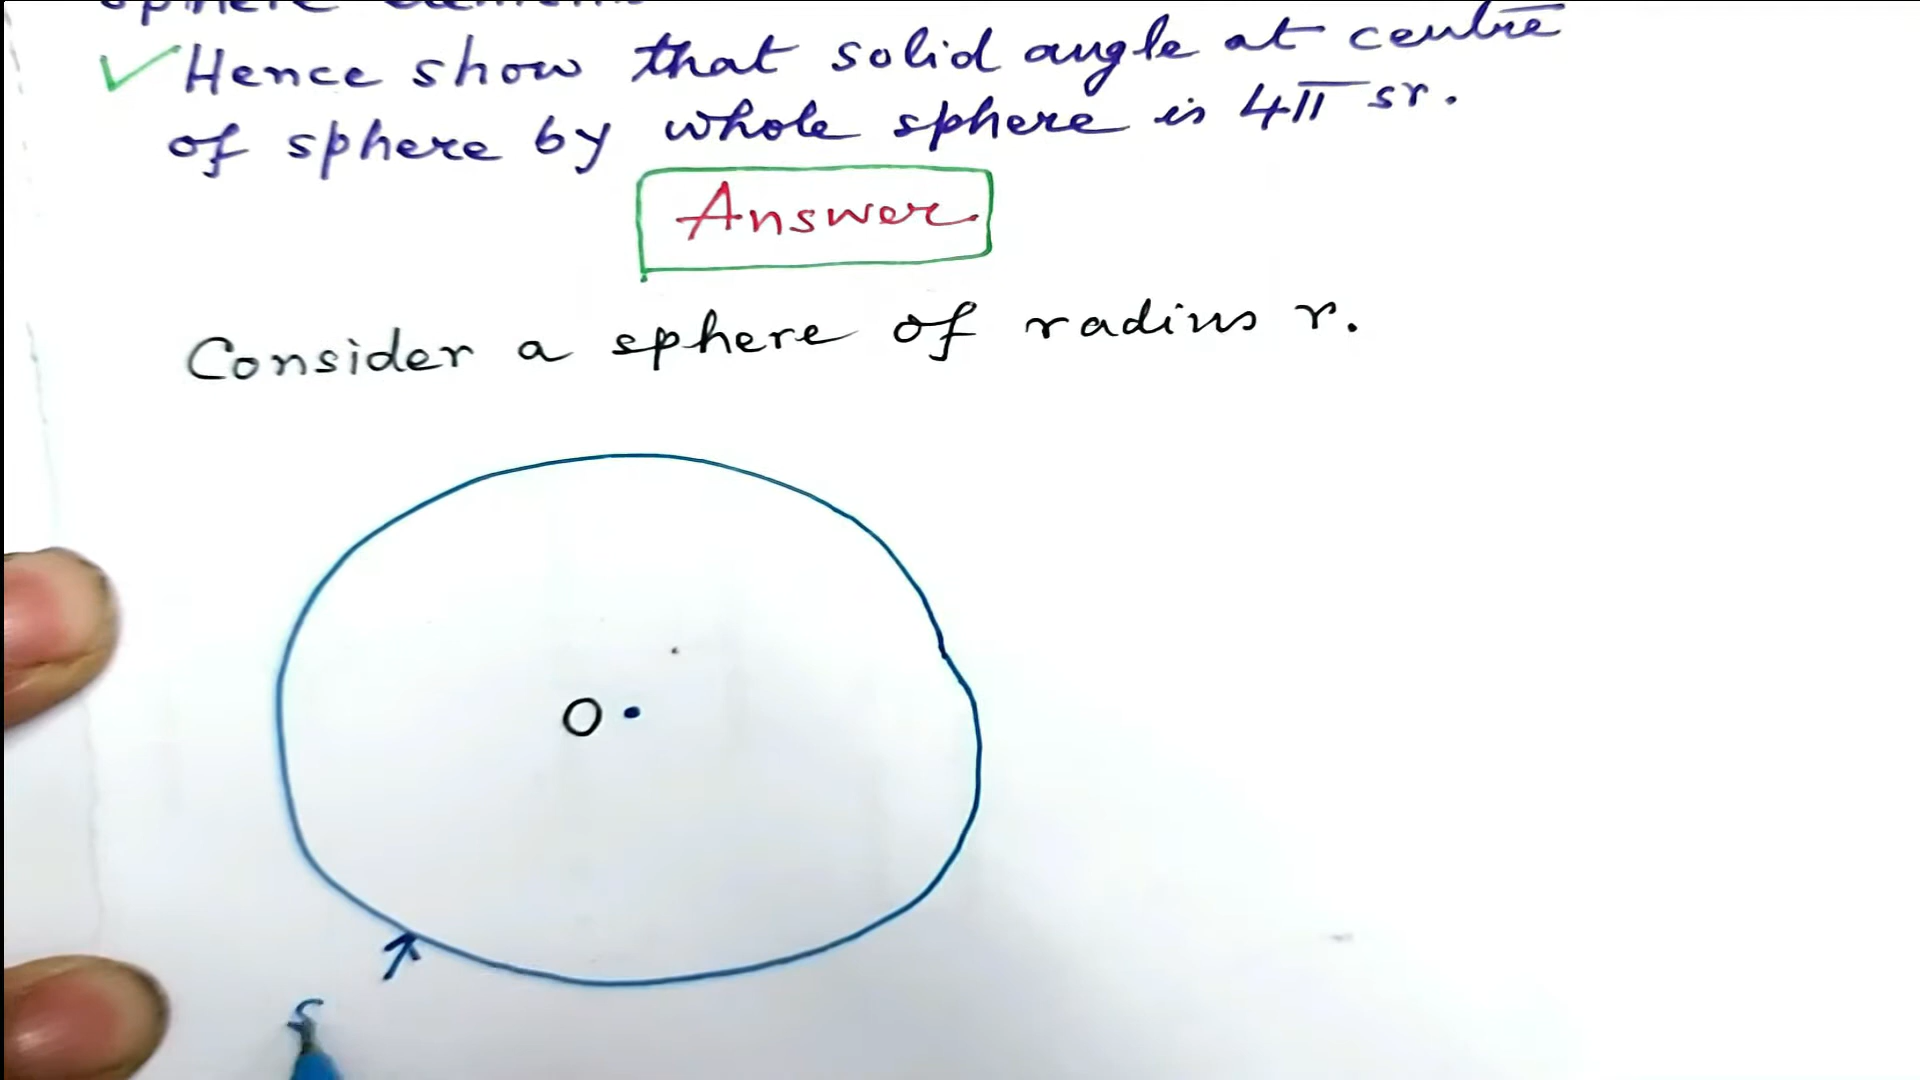 Hence show that solid angle at centre
of sphere by whole sphere is 4π sr.
Answer
Consider a sphere of radius r.
O
S